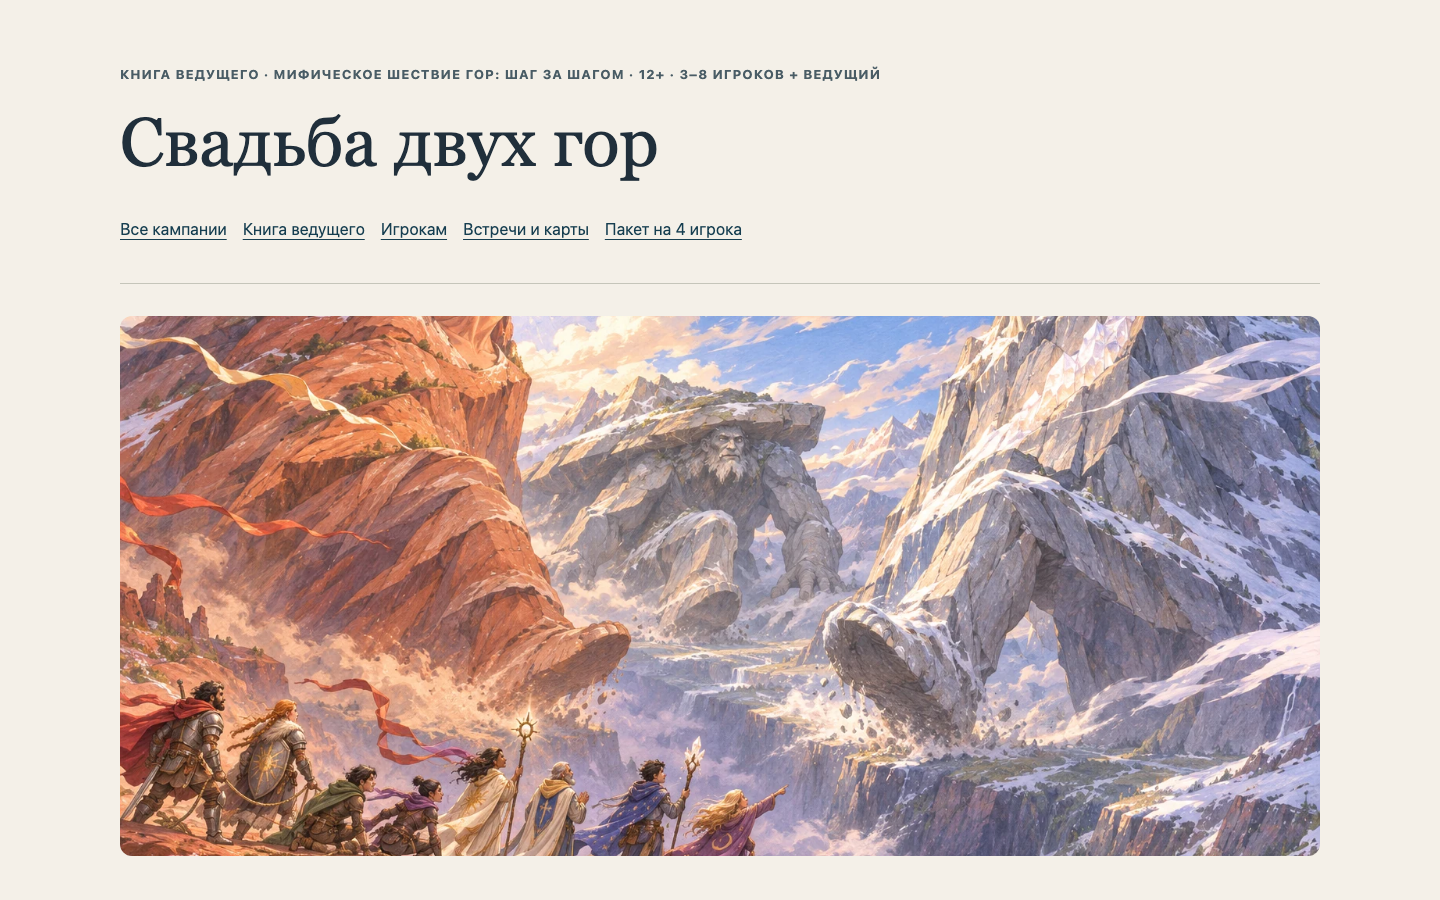 КНИГА ВЕДУЩЕГО · МИФИЧЕСКОЕ ШЕСТВИЕ ГОР: ШАГ ЗА ШАГОМ · 12+ · 3–8 ИГРОКОВ + ВЕДУЩИЙ
Свадьба двух гор
Все кампании Книга ведущего Игрокам Встречи и карты Пакет на 4 игрока